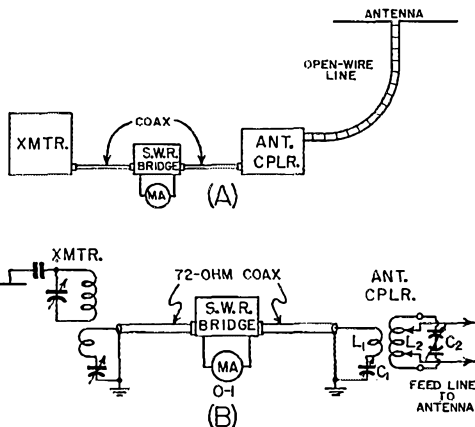 ANTENNA
OPEN-WIRE
LINE
COAX
XMTR.
S.W.R.
BRIDGE
MA
ANT.
CPLR.
(A)
XMTR.
72-OHM COAX
ANT.
CPLR.
S.W.R.
BRIDGE
MA
0-1
L1
C1
L2
C2
FEED LINE
TO
ANTENNA
(B)